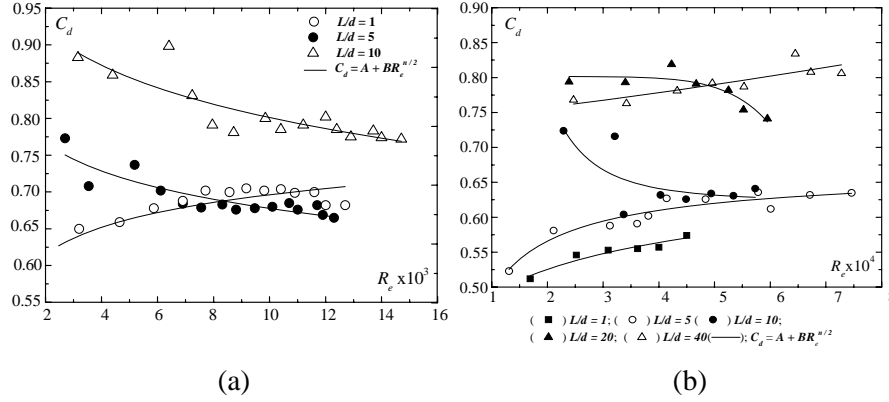 C_d
L/d = 1
L/d = 5
L/d = 10
C_d = A + BR_e^{n/2}
0.95
0.90
0.85
0.80
0.75
0.70
0.65
0.60
0.55
0.50
R_e x10^3
2 4 6 8 10 12 14 16
(a)
C_d
0.90
0.85
0.80
0.75
0.70
0.65
0.60
0.55
0.50
R_e x10^4
1 2 3 4 5 6 7 8
( ■ ) L/d = 1; ( ○ ) L/d = 5 ( ● ) L/d = 10;
( ▲ ) L/d = 20; ( △ ) L/d = 40(——); C_d = A + BR_e^{n/2}
(b)